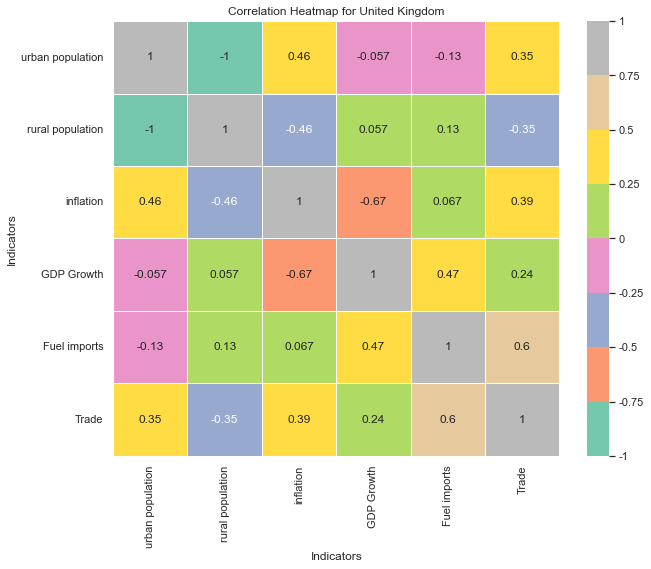 Correlation Heatmap for United Kingdom
urban population 1 -1 0.46 -0.057 -0.13 0.35
rural population -1 1 -0.46 0.057 0.13 -0.35
inflation 0.46 -0.46 1 -0.67 0.067 0.39
GDP Growth -0.057 0.057 -0.67 1 0.47 0.24
Fuel imports -0.13 0.13 0.067 0.47 1 0.6
Trade 0.35 -0.35 0.39 0.24 0.6 1
Indicators
urban population
rural population
inflation
GDP Growth
Fuel imports
Trade
Indicators
1
0.75
0.5
0.25
0
-0.25
-0.5
-0.75
-1